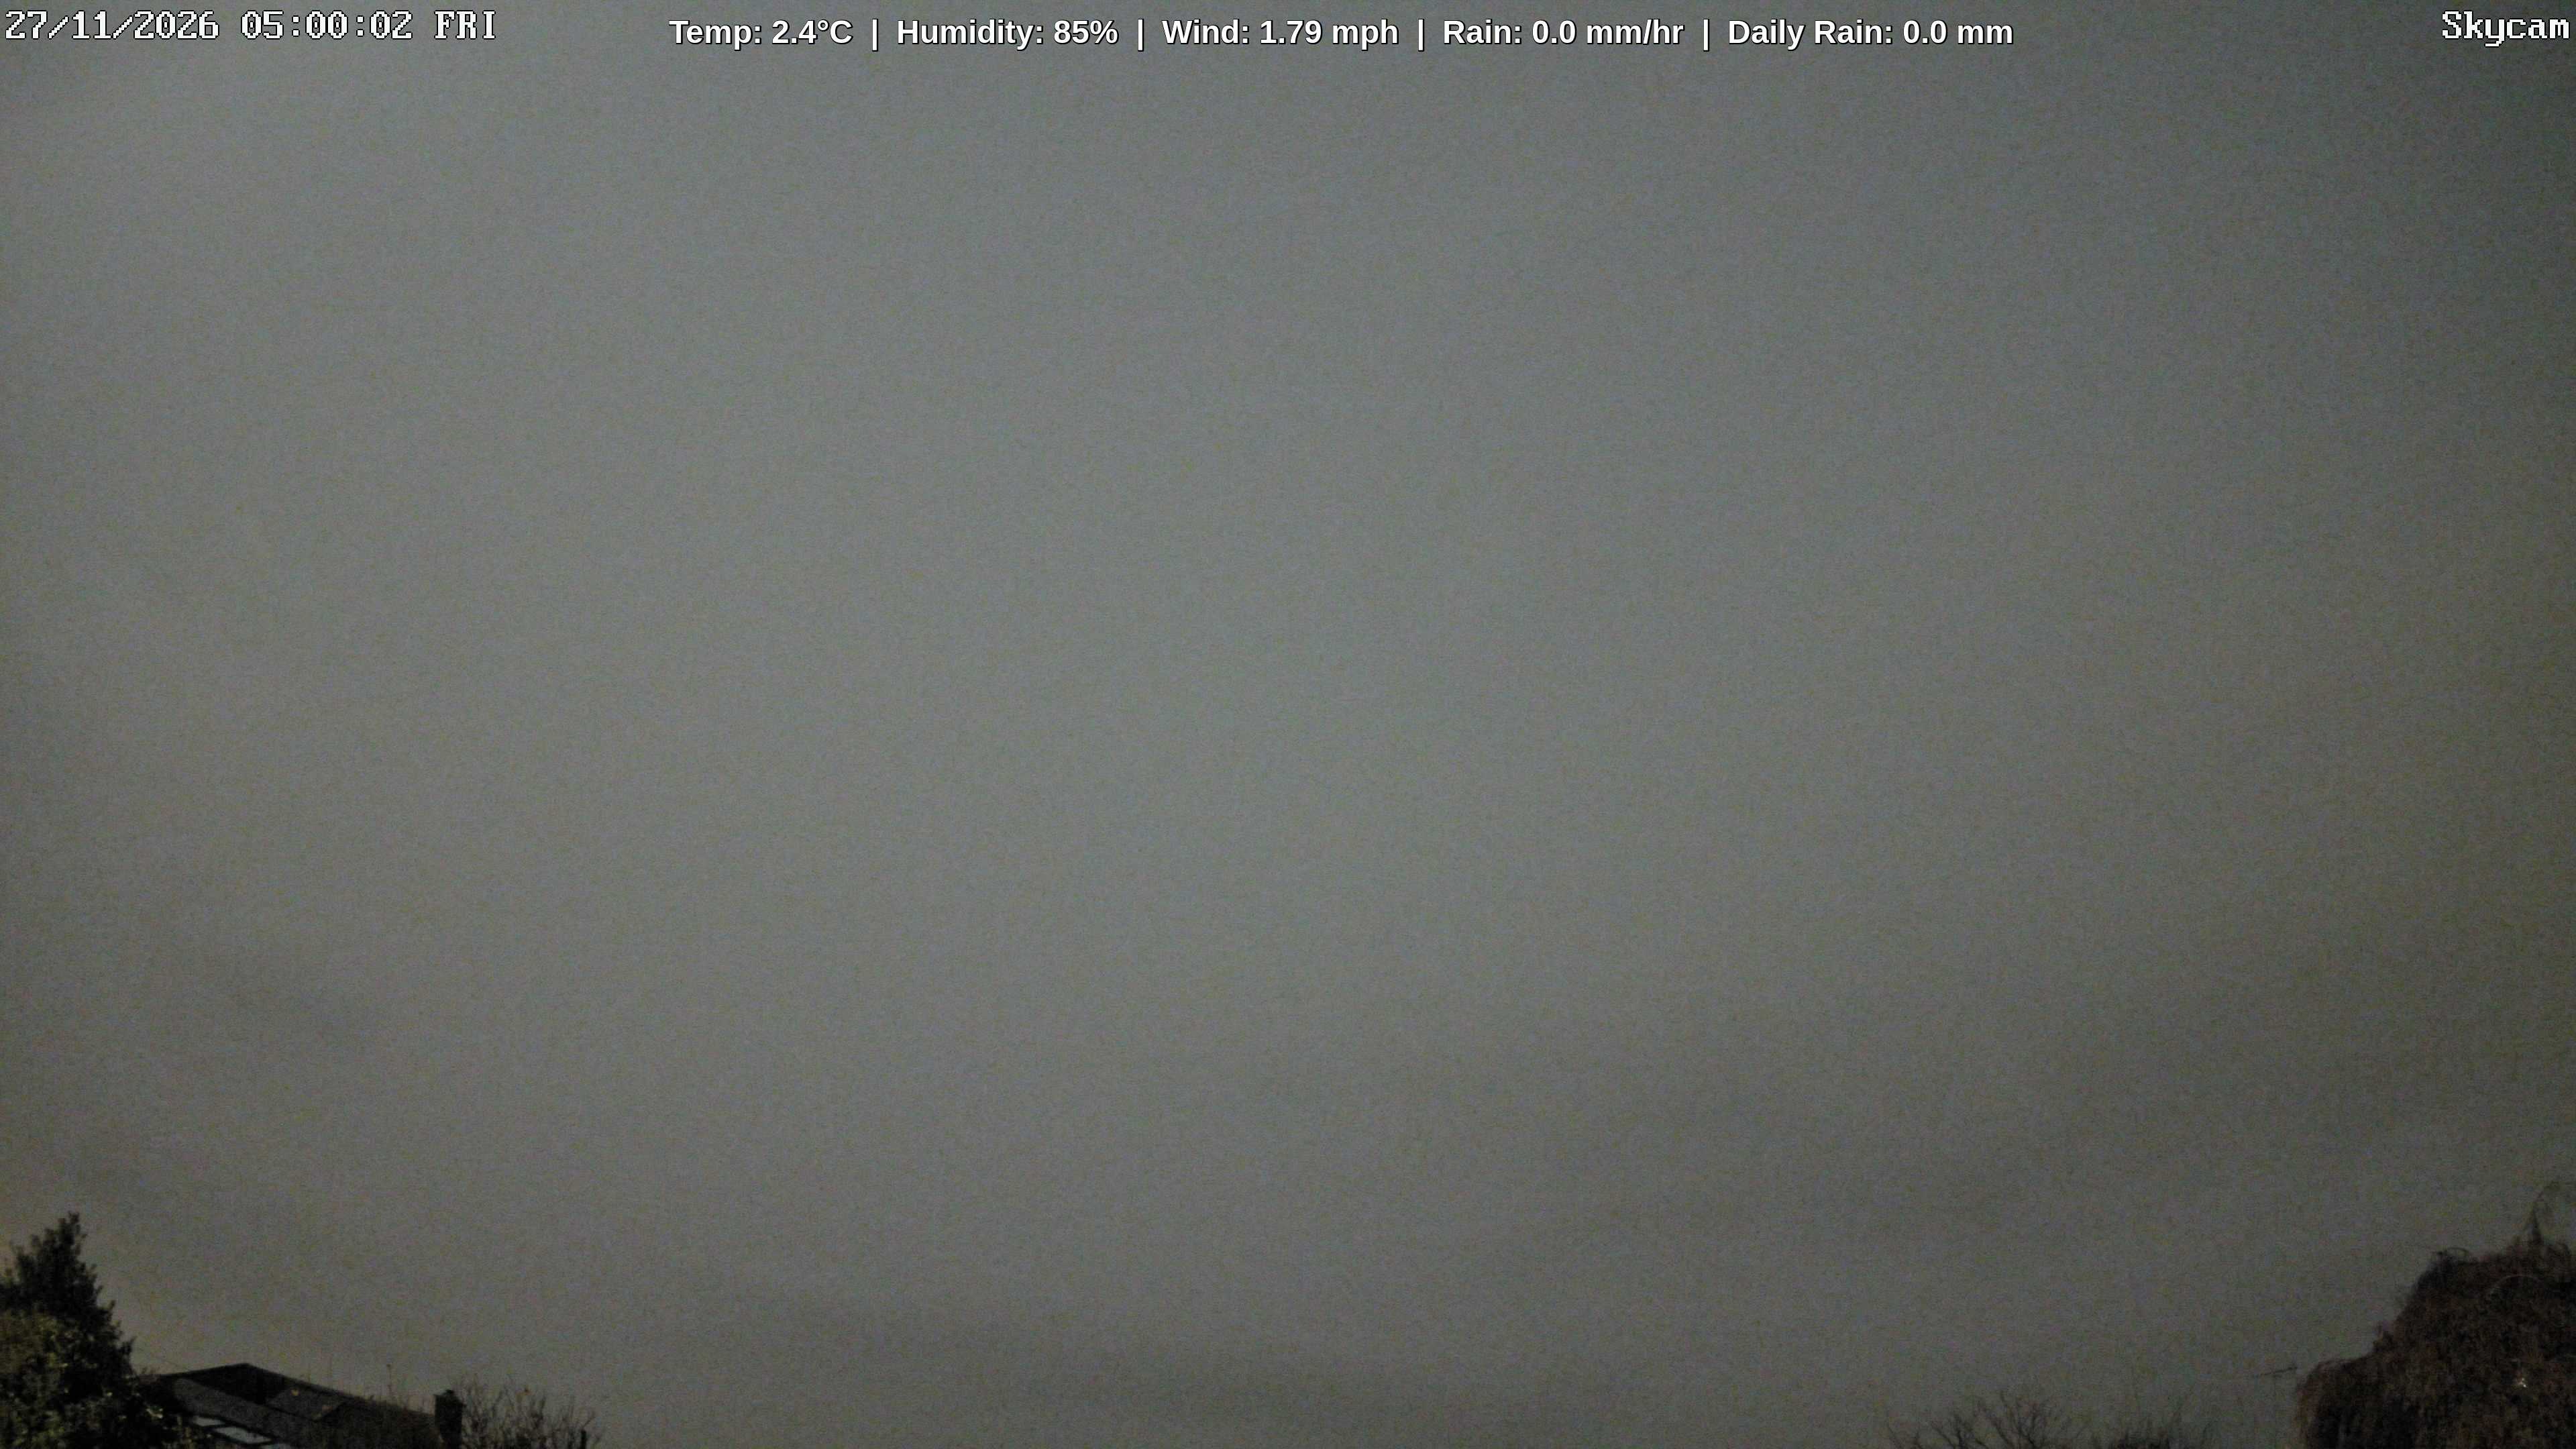 27/11/2026 05:00:02 FRI
Temp: 2.4°C | Humidity: 85% | Wind: 1.79 mph | Rain: 0.0 mm/hr | Daily Rain: 0.0 mm
Skycam